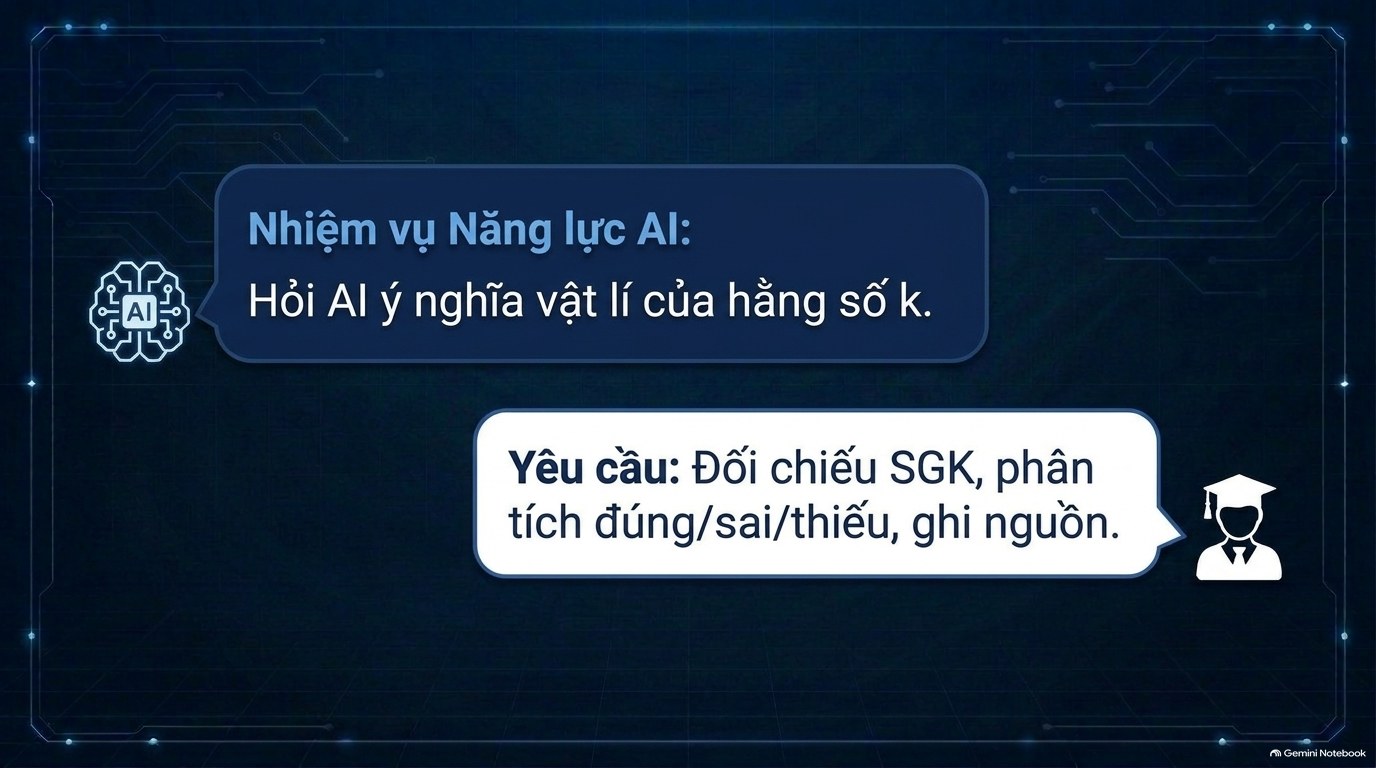 Nhiệm vụ Năng lực AI:
Hỏi AI ý nghĩa vật lí của hằng số k.
AI
Yêu cầu: Đối chiếu SGK, phân
tích đúng/sai/thiếu, ghi nguồn.
Gemini Notebook